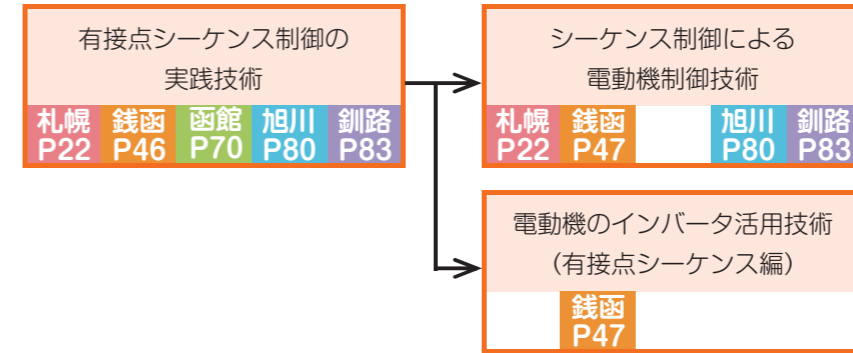 有接点シーケンス制御の
実践技術
札幌 銭函 函館 旭川 釧路
P22 P46 P70 P80 P83
シーケンス制御による
電動機制御技術
札幌 銭函 旭川 釧路
P22 P47 P80 P83
電動機のインバータ活用技術
（有接点シーケンス編）
銭函
P47